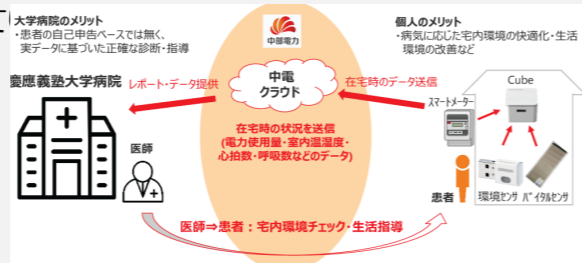 大学病院のメリット
・患者の自己申告ベースでは無く、
実データに基づいた正確な診断・指導
慶應義塾大学病院
医師
レポート・データ提供
中部電力
中電
クラウド
在宅時の状況を送信
(電力使用量・室内温湿度・
心拍数・呼吸数などのデータ)
在宅時のデータ送信
個人のメリット
・病気に応じた宅内環境の快適化・生活
環境の改善など
Cube
スマートメーター
患者
環境センサ
バイタルセンサ
医師⇒患者：宅内環境チェック・生活指導